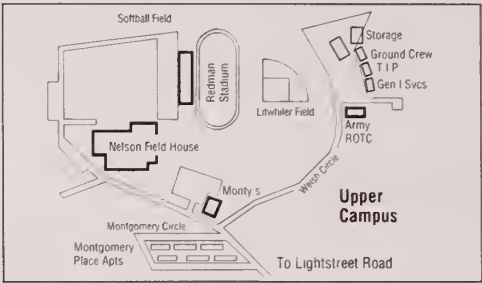 Softball Field
Storage
Ground Crew
T I P
Gen l Svcs
Redman
Stadium
Litwhiler Field
Army
ROTC
Nelson Field House
Welsh Circle
Monty s
Upper
Campus
Montgomery Circle
Montgomery
Place Apts
To Lightstreet Road